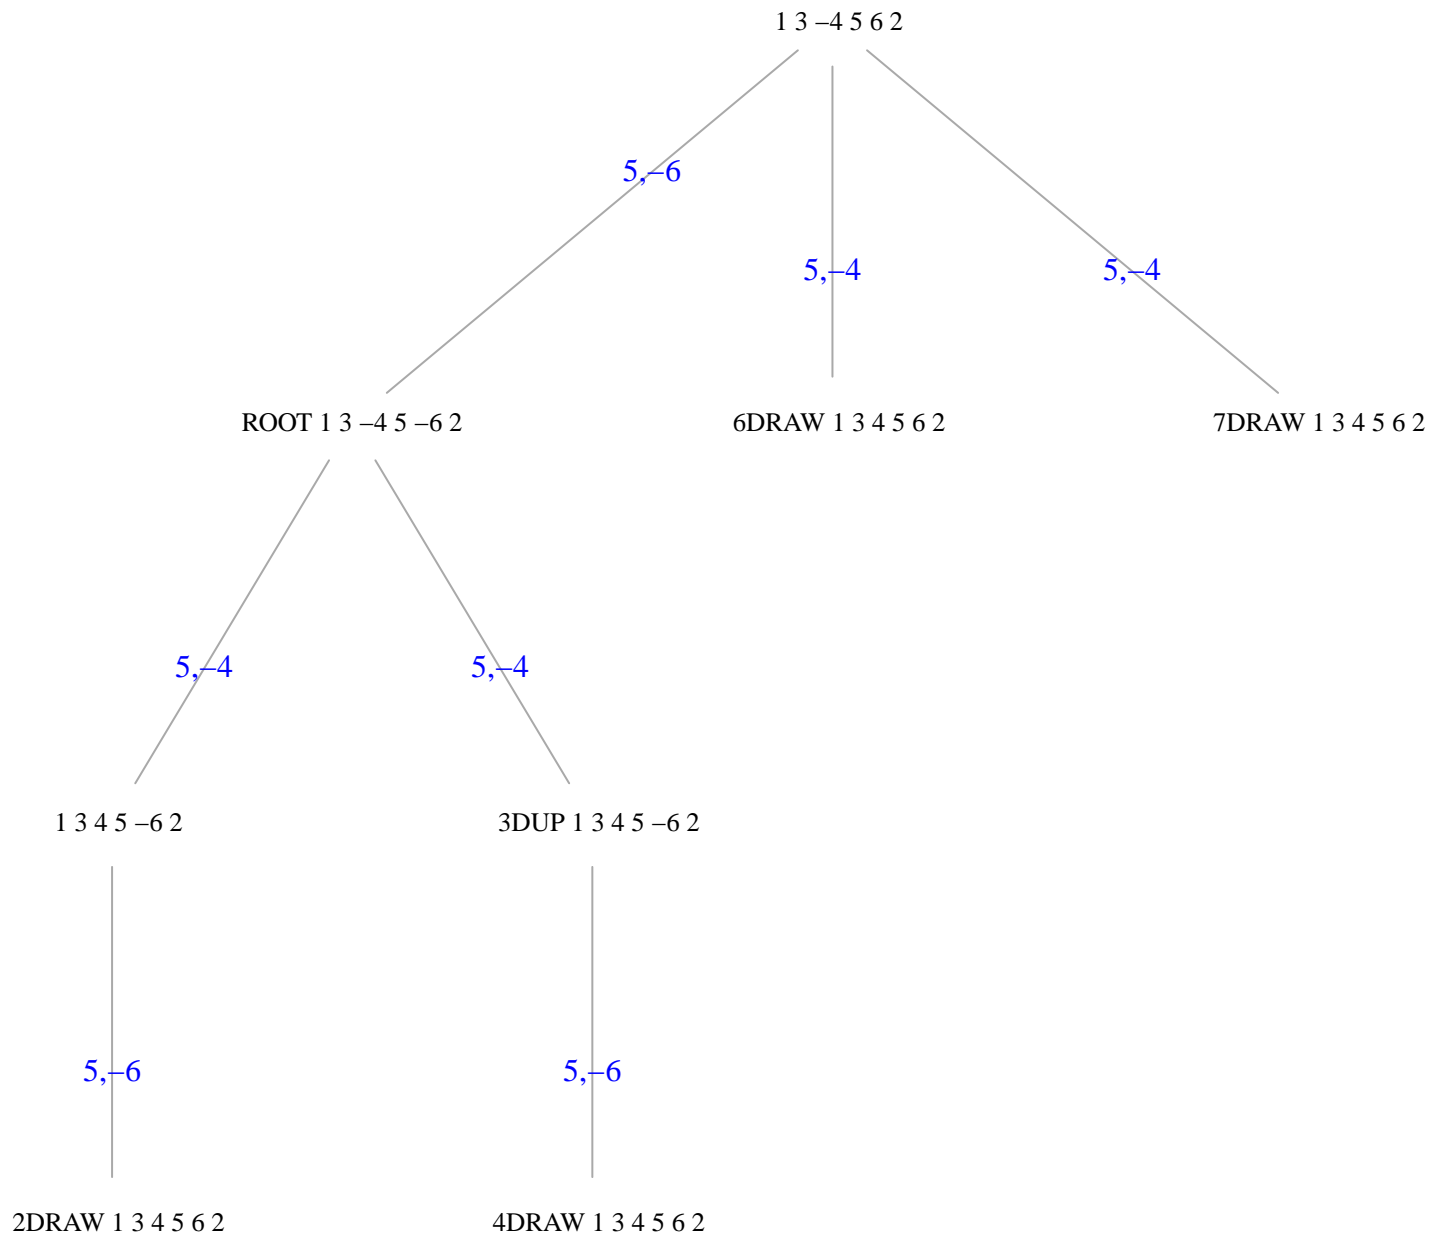 1 3 –4 5 6 2
5,–6
5,–4
5,–4
ROOT 1 3 –4 5 –6 2
6DRAW 1 3 4 5 6 2
7DRAW 1 3 4 5 6 2
5,–4
5,–4
1 3 4 5 –6 2
3DUP 1 3 4 5 –6 2
5,–6
5,–6
2DRAW 1 3 4 5 6 2
4DRAW 1 3 4 5 6 2